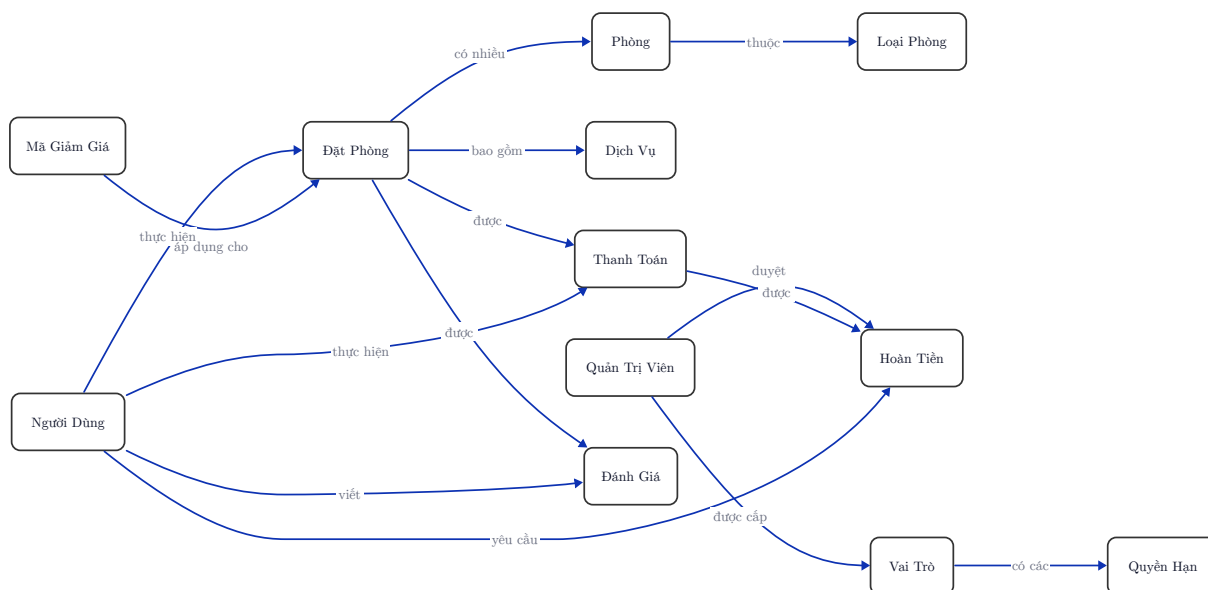 Phòng
thuộc
Loại Phòng
có nhiều
Mã Giảm Giá
Đặt Phòng
bao gồm
Dịch Vụ
được
thực hiện
áp dụng cho
Thanh Toán
duyệt
được
được
thực hiện
Quản Trị Viên
Hoàn Tiền
Người Dùng
Đánh Giá
viết
được cấp
yêu cầu
Vai Trò
có các
Quyền Hạn